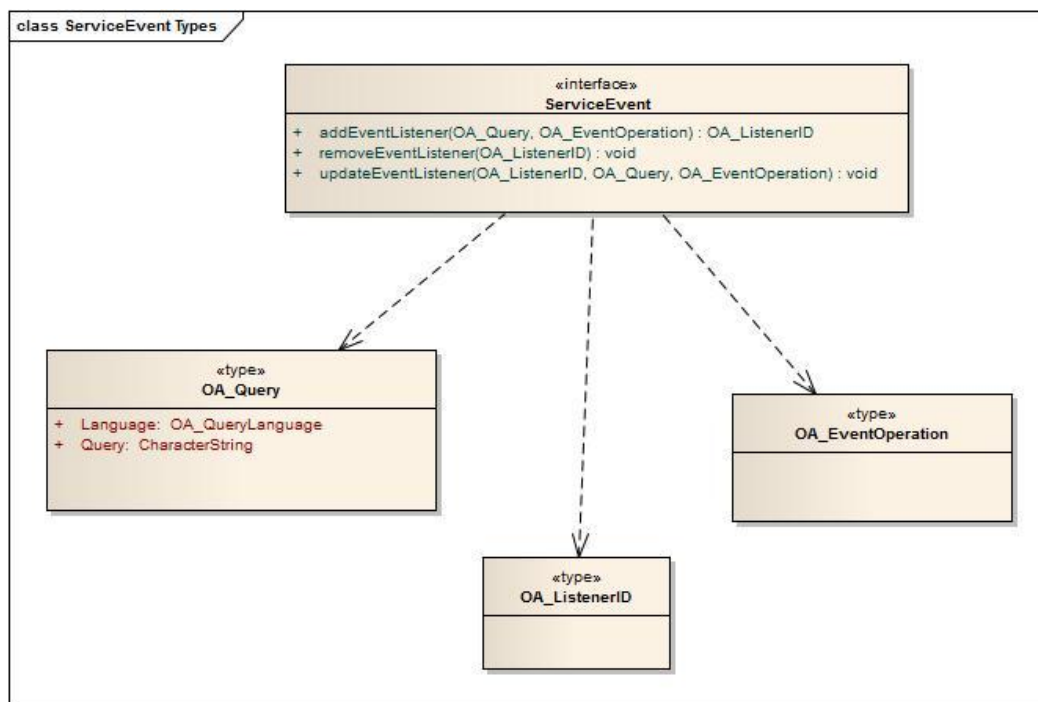 class ServiceEvent Types
«interface»
ServiceEvent
+ addEventListener(OA_Query, OA_EventOperation) : OA_ListenerID
+ removeEventListener(OA_ListenerID) : void
+ updateEventListener(OA_ListenerID, OA_Query, OA_EventOperation) : void
«type»
OA_Query
+ Language: OA_QueryLanguage
+ Query: CharacterString
«type»
OA_EventOperation
«type»
OA_ListenerID